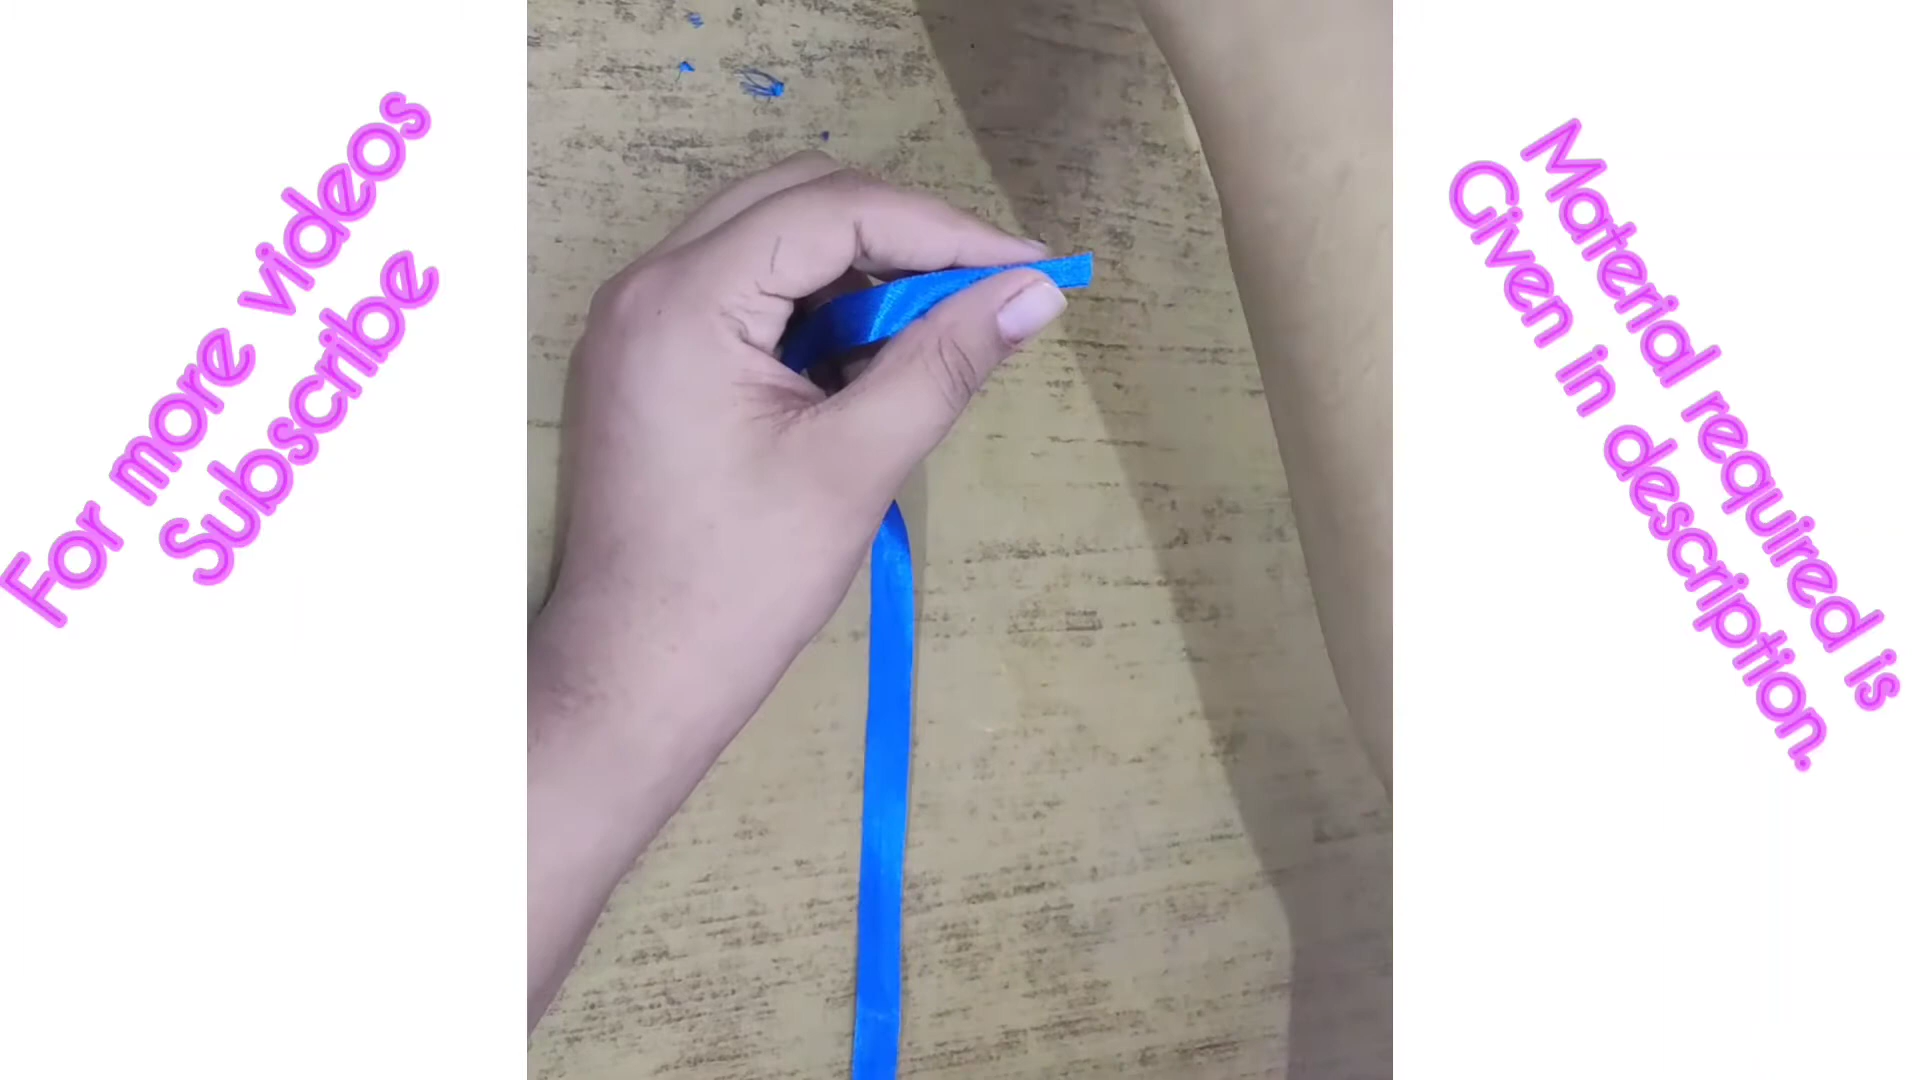 For more videos
Subscribe
Material required is
Given in description.